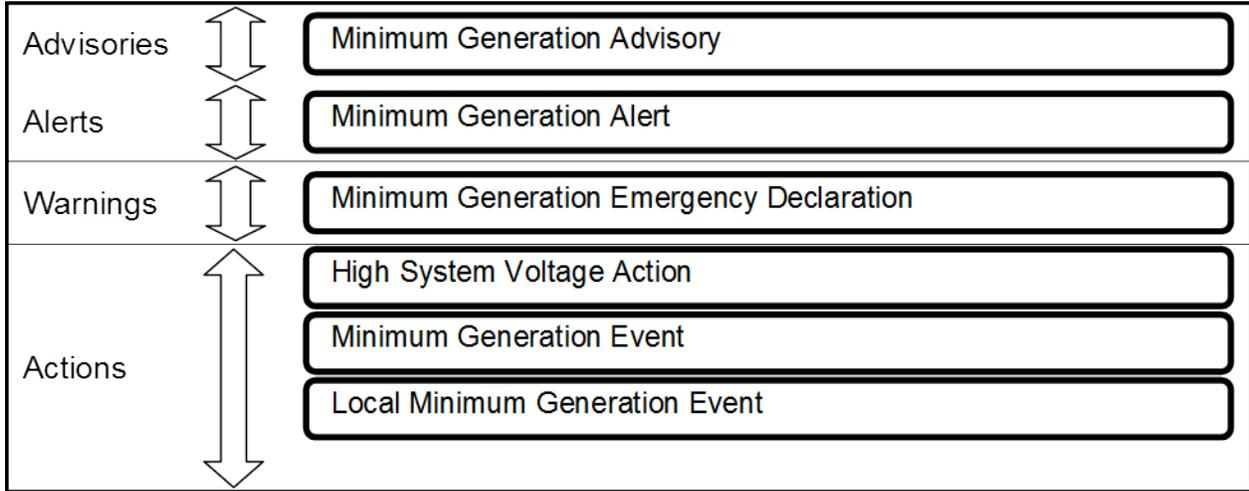 Advisories
Minimum Generation Advisory
Alerts
Minimum Generation Alert
Warnings
Minimum Generation Emergency Declaration
Actions
High System Voltage Action
Minimum Generation Event
Local Minimum Generation Event